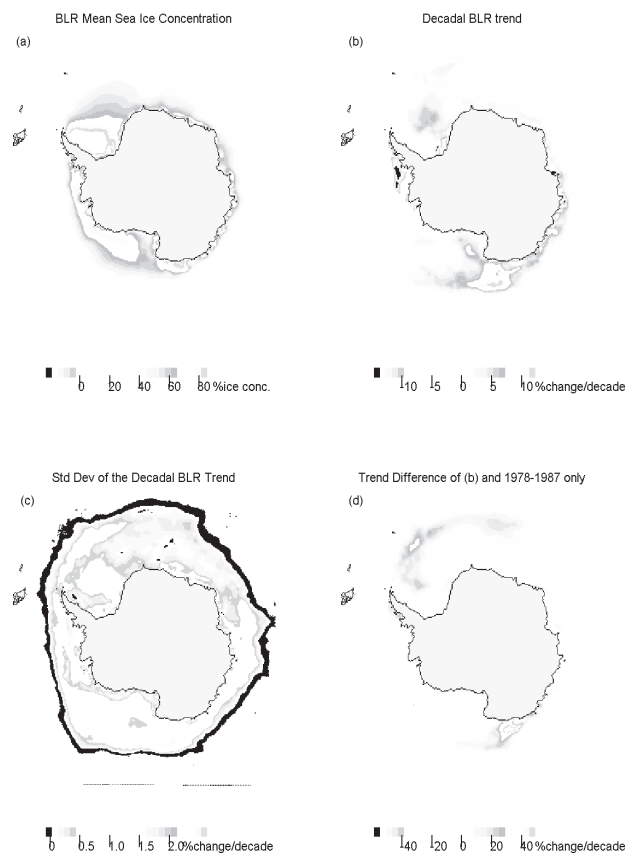 BLR Mean Sea Ice Concentration
Decadal BLR trend
(a)
(b)
0 20 40 60 80 %ice conc.
-10 -5 0 5 10 %change/decade
Std Dev of the Decadal BLR Trend
Trend Difference of (b) and 1978-1987 only
(c)
(d)
0 0.5 1.0 1.5 2.0 %change/decade
-40 -20 0 20 40 %change/decade